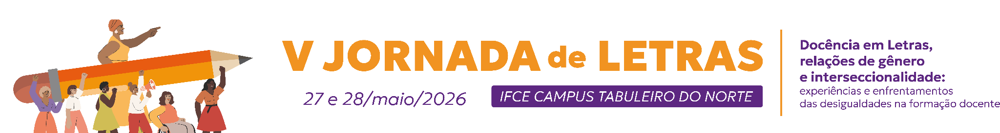 V JORNADA de LETRAS
27 e 28/maio/2026
IFCE CAMPUS TABULEIRO DO NORTE
Docência em Letras,
relações de gênero
e interseccionalidade:
experiências e enfrentamentos
das desigualdades na formação docente